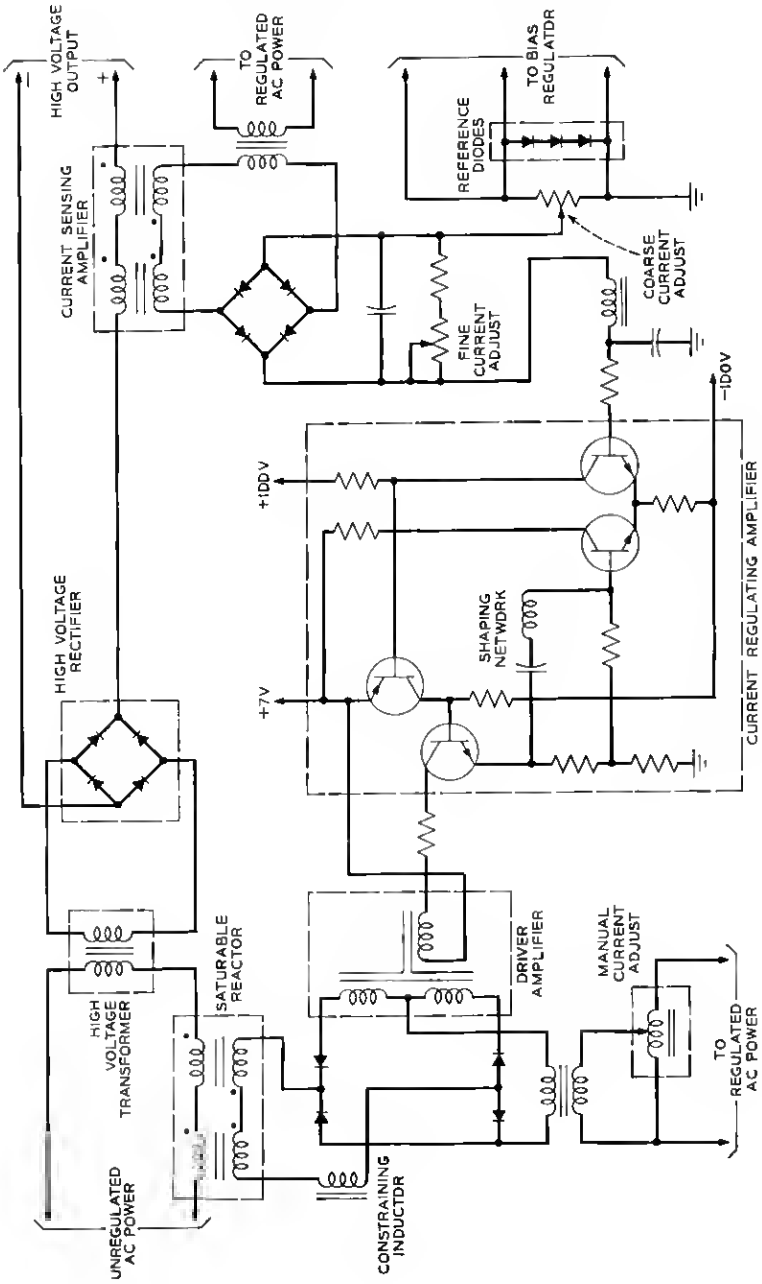 UNREGULATED
AC POWER
HIGH
VOLTAGE
TRANSFORMER
HIGH VOLTAGE
RECTIFIER
CURRENT SENSING
AMPLIFIER
HIGH VOLTAGE
OUTPUT
−
+
TO
REGULATED
AC POWER
SATURABLE
REACTOR
CONSTRAINING
INDUCTOR
DRIVER
AMPLIFIER
MANUAL
CURRENT
ADJUST
TO
REGULATED
AC POWER
+7V
+100V
SHAPING
NETWORK
−100V
CURRENT REGULATING AMPLIFIER
FINE
CURRENT
ADJUST
COARSE
CURRENT
ADJUST
REFERENCE
DIODES
TO BIAS
REGULATOR